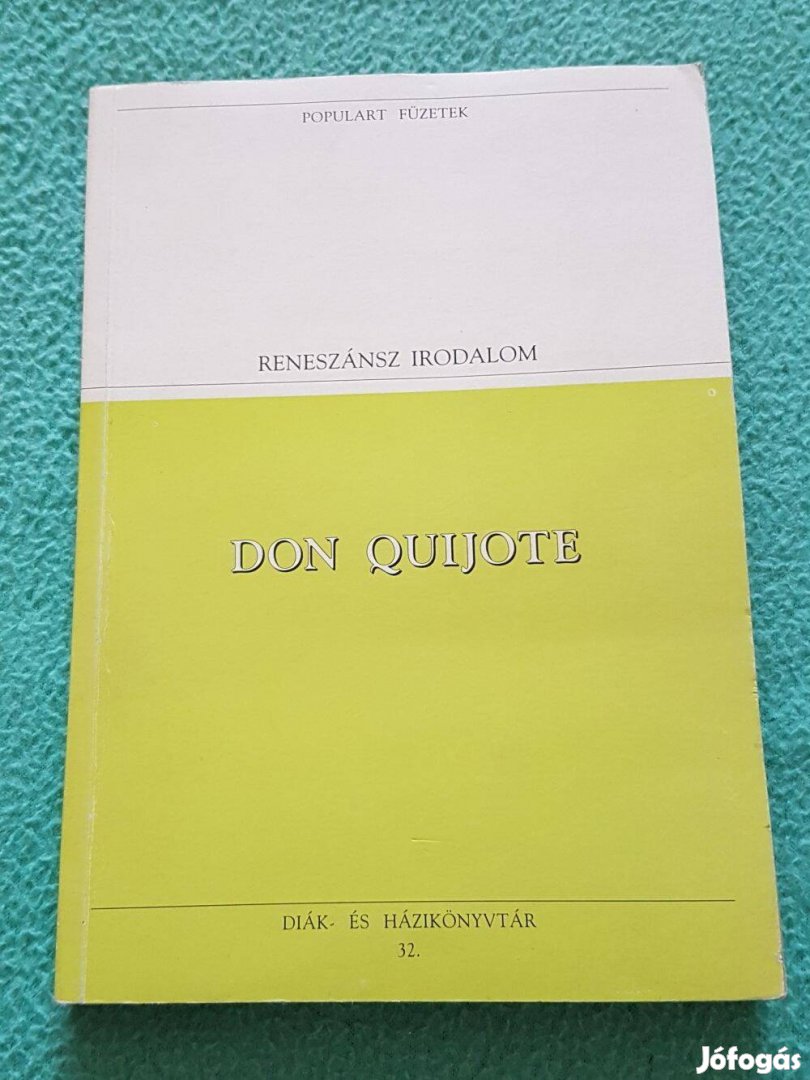 POPULART FÜZETEK
RENESZÁNSZ IRODALOM
DON QUIJOTE
DIÁK- ÉS HÁZIKÖNYVTÁR
32.
Jófogás